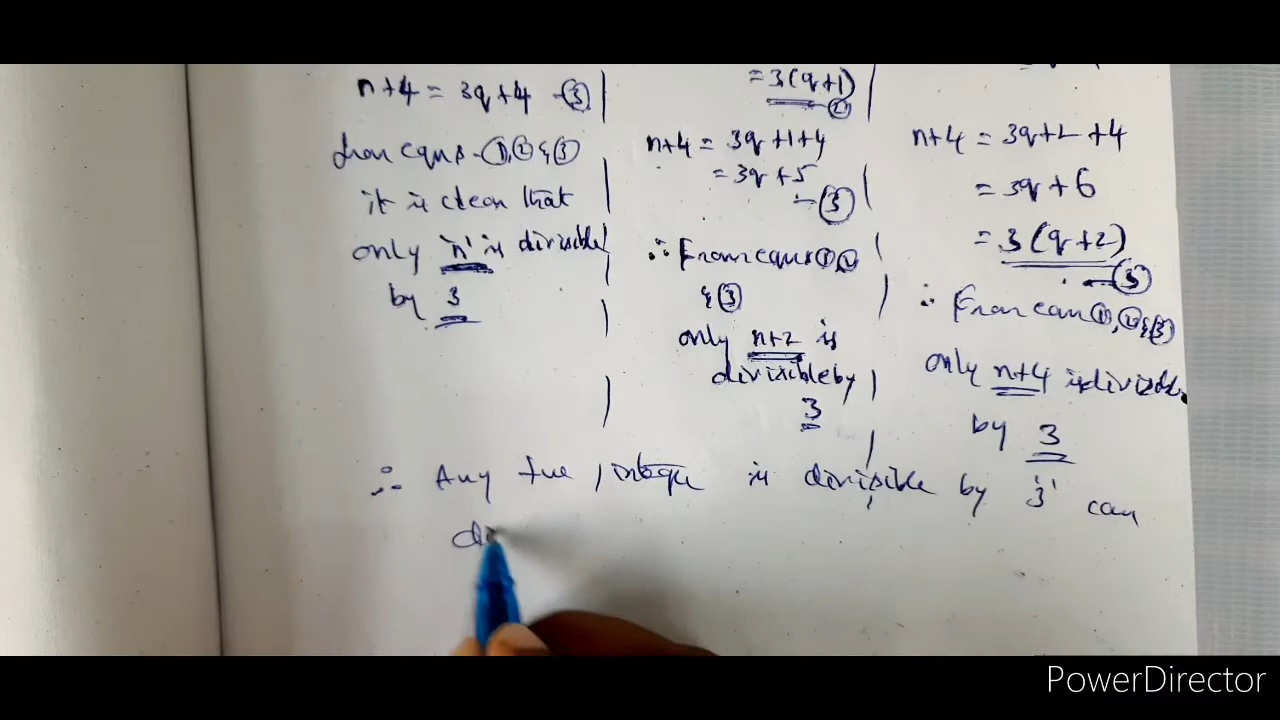 n+4 = 3q+4 -③
from eqns -①,② & ③
it is clear that
only 'n' is divisible
by 3
= 3(q+1)
②
n+4 = 3q+1+4
= 3q+5
-③
∴ From eqns ①,②
& ③
only n+2 is
divisible by
3
n+4 = 3q+2+4
= 3q+6
= 3(q+2)
-③
∴ From eqn ①,② & ③
only n+4 is divisible
by 3
∴ Any +ve integer is divisible by '3' can
PowerDirector